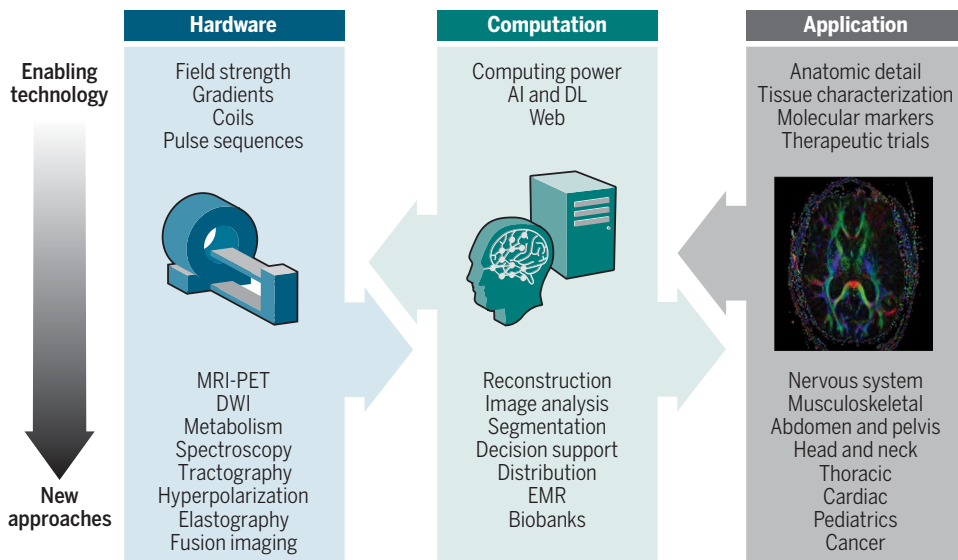 Hardware
Computation
Application
Enabling
technology
Field strength
Gradients
Coils
Pulse sequences
Computing power
AI and DL
Web
Anatomic detail
Tissue characterization
Molecular markers
Therapeutic trials
New
approaches
MRI-PET
DWI
Metabolism
Spectroscopy
Tractography
Hyperpolarization
Elastography
Fusion imaging
Reconstruction
Image analysis
Segmentation
Decision support
Distribution
EMR
Biobanks
Nervous system
Musculoskeletal
Abdomen and pelvis
Head and neck
Thoracic
Cardiac
Pediatrics
Cancer